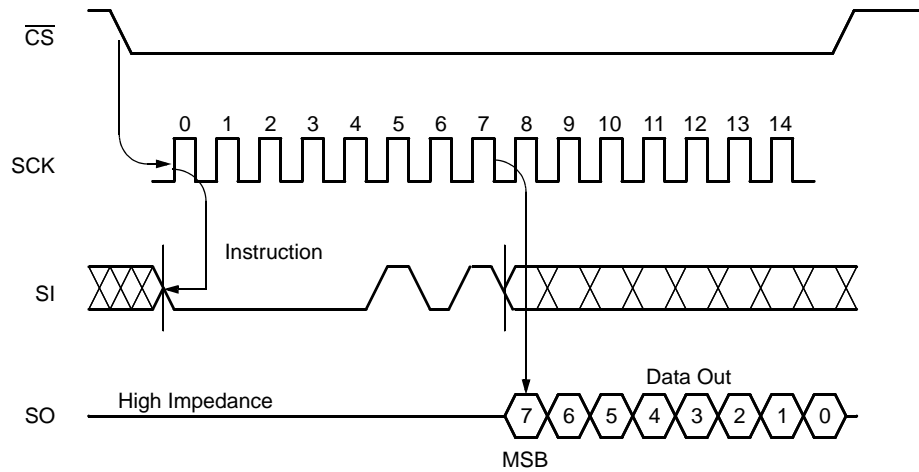 CS
0 1 2 3 4 5 6 7 8 9 10 11 12 13 14
SCK
Instruction
SI
Data Out
High Impedance
SO
7 6 5 4 3 2 1 0
MSB